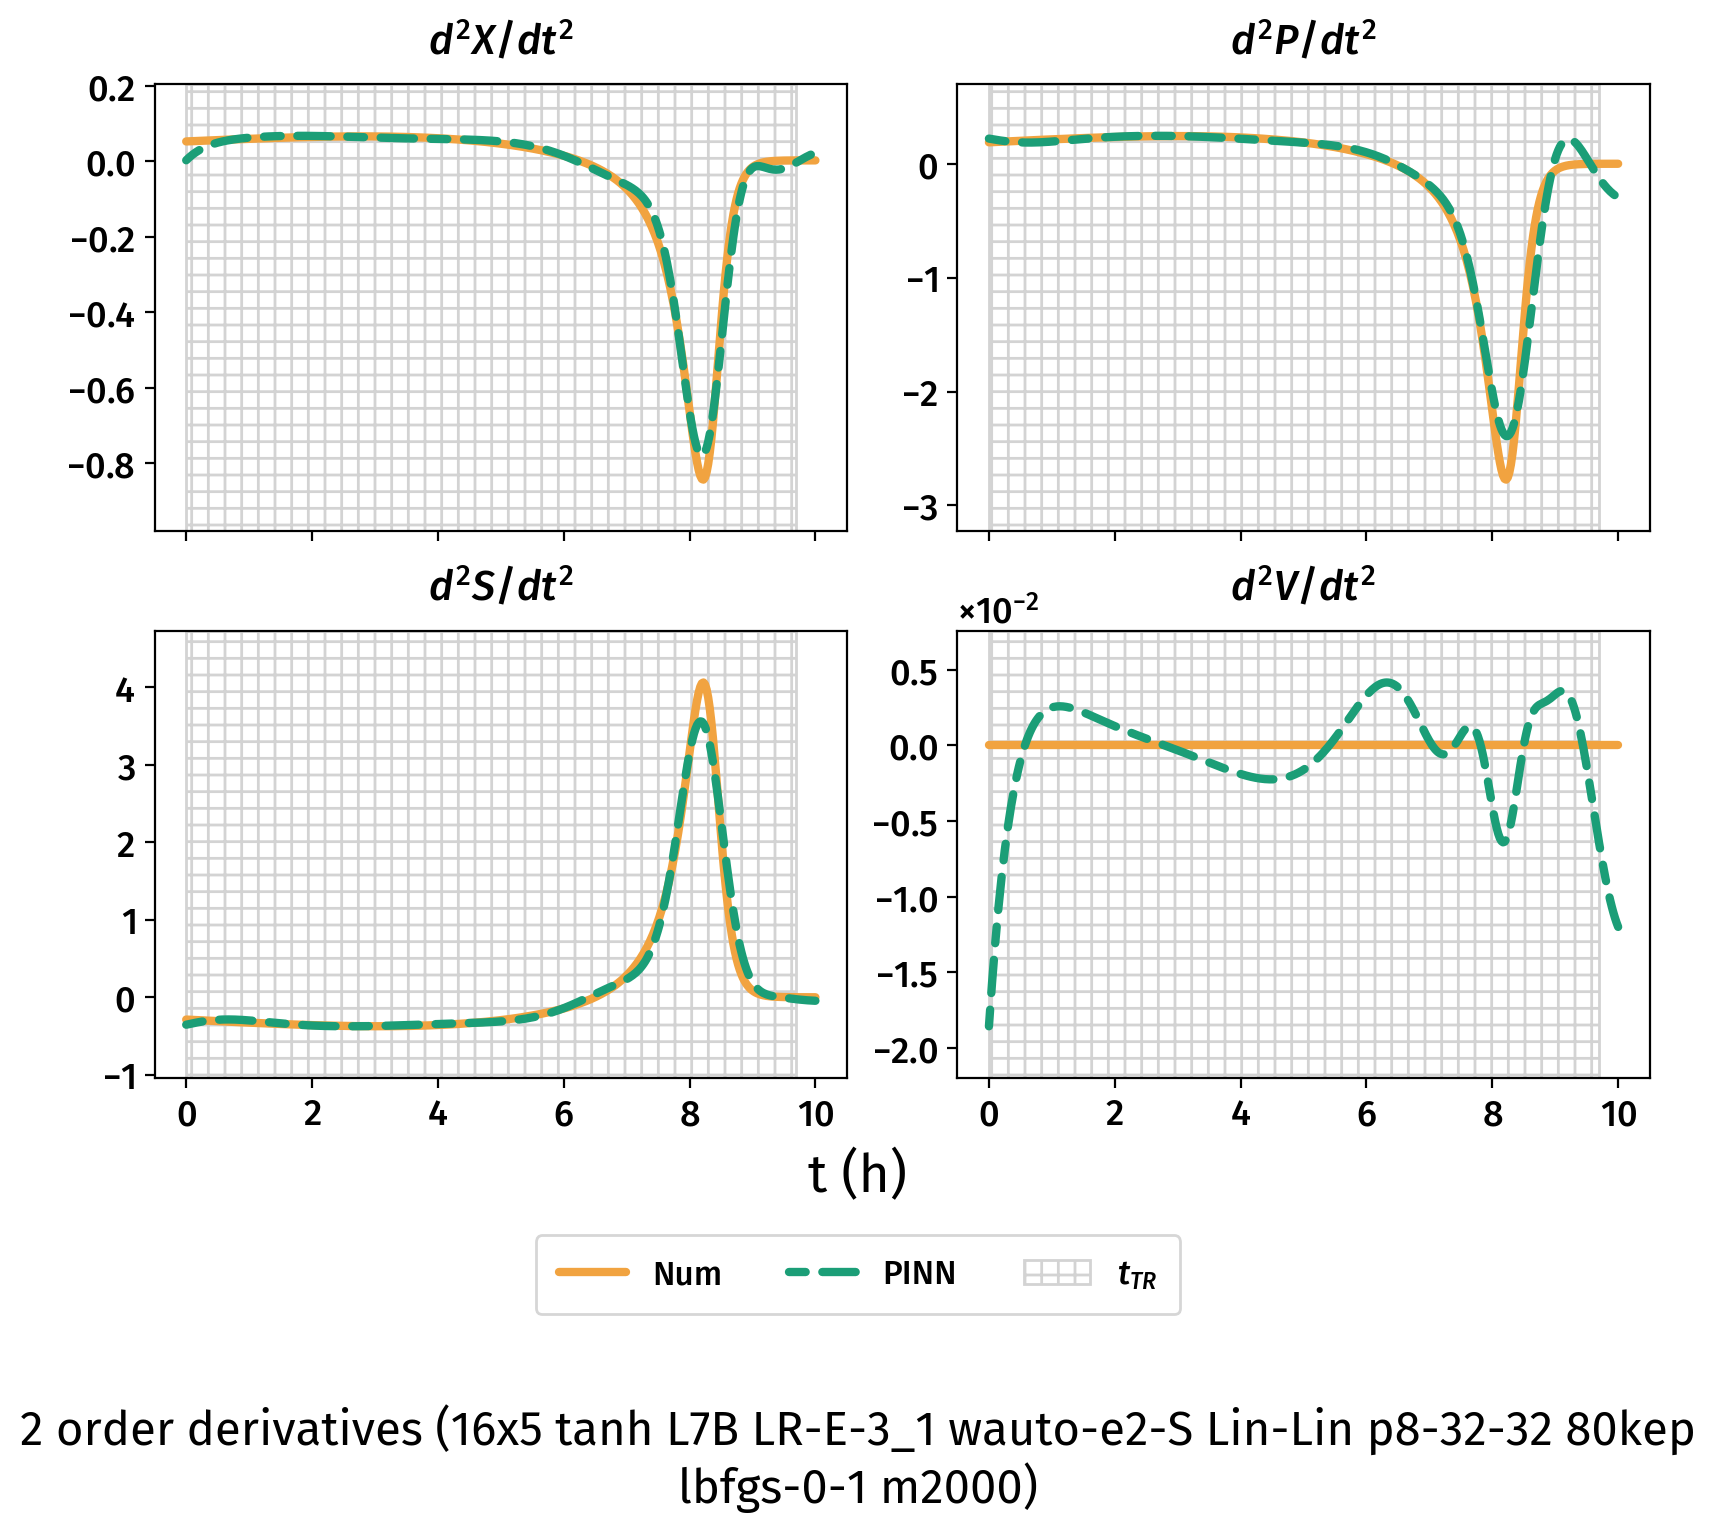 d²X/dt²
d²P/dt²
0.2
0.0
−0.2
−0.4
−0.6
−0.8
0
−1
−2
−3
d²S/dt²
d²V/dt²
×10⁻²
4
3
2
1
0
−1
0.5
0.0
−0.5
−1.0
−1.5
−2.0
0 2 4 6 8 10
0 2 4 6 8 10
t (h)
Num PINN t_TR
2 order derivatives (16x5 tanh L7B LR-E-3_1 wauto-e2-S Lin-Lin p8-32-32 80kep
lbfgs-0-1 m2000)